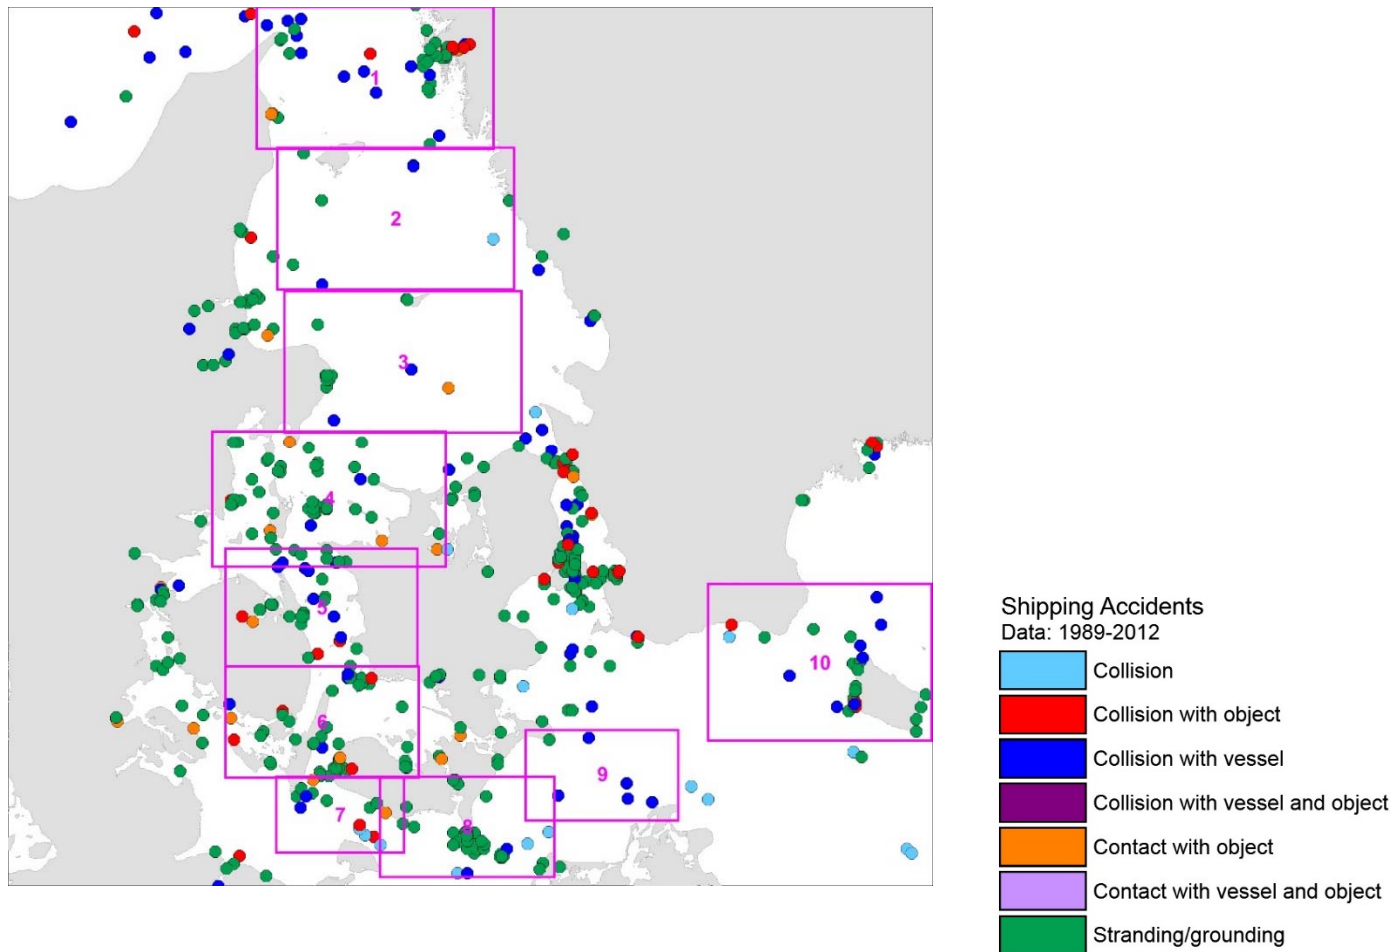 1
2
3
4
5
6
7
8
9
10
Shipping Accidents
Data: 1989-2012
Collision
Collision with object
Collision with vessel
Collision with vessel and object
Contact with object
Contact with vessel and object
Stranding/grounding